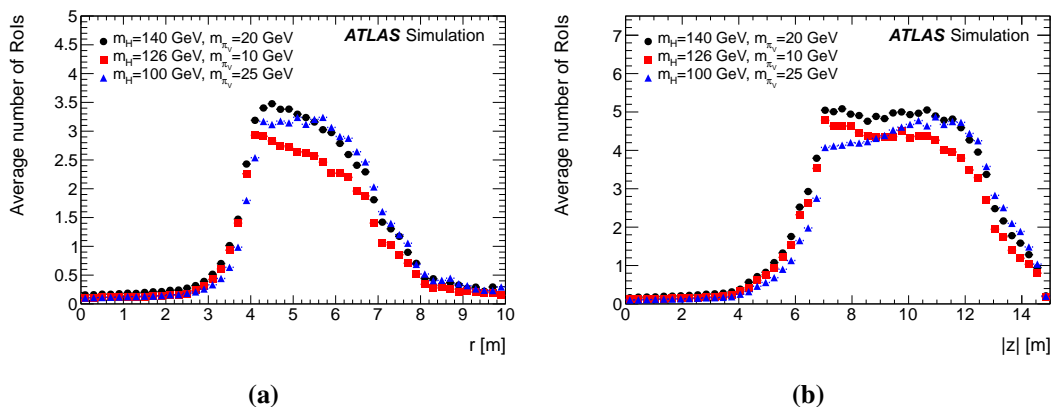 Average number of RoIs
5
4.5
4
3.5
3
2.5
2
1.5
1
0.5
0
m_H=140 GeV, m_πv=20 GeV
m_H=126 GeV, m_πv=10 GeV
m_H=100 GeV, m_πv=25 GeV
ATLAS Simulation
0 1 2 3 4 5 6 7 8 9 10
r [m]
(a)
Average number of RoIs
7
6
5
4
3
2
1
0
m_H=140 GeV, m_πv=20 GeV
m_H=126 GeV, m_πv=10 GeV
m_H=100 GeV, m_πv=25 GeV
ATLAS Simulation
0 2 4 6 8 10 12 14
|z| [m]
(b)